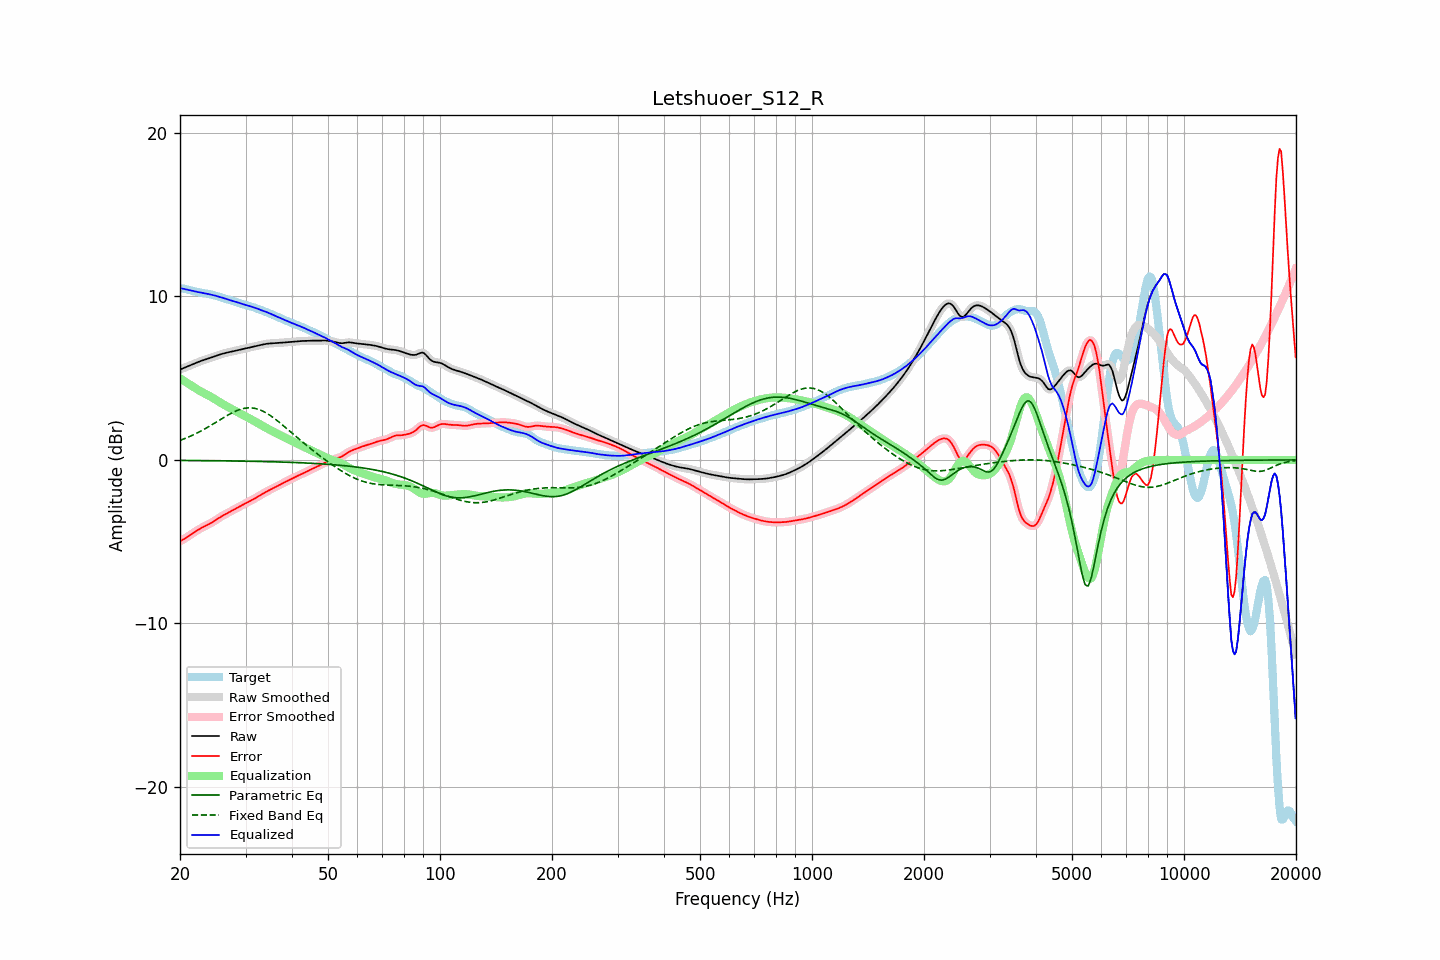 Letshuoer_S12_R
Amplitude (dBr)
20
10
0
−10
−20
Target
Raw Smoothed
Error Smoothed
Raw
Error
Equalization
Parametric Eq
Fixed Band Eq
Equalized
20 50 100 200 500 1000 2000 5000 10000 20000
Frequency (Hz)